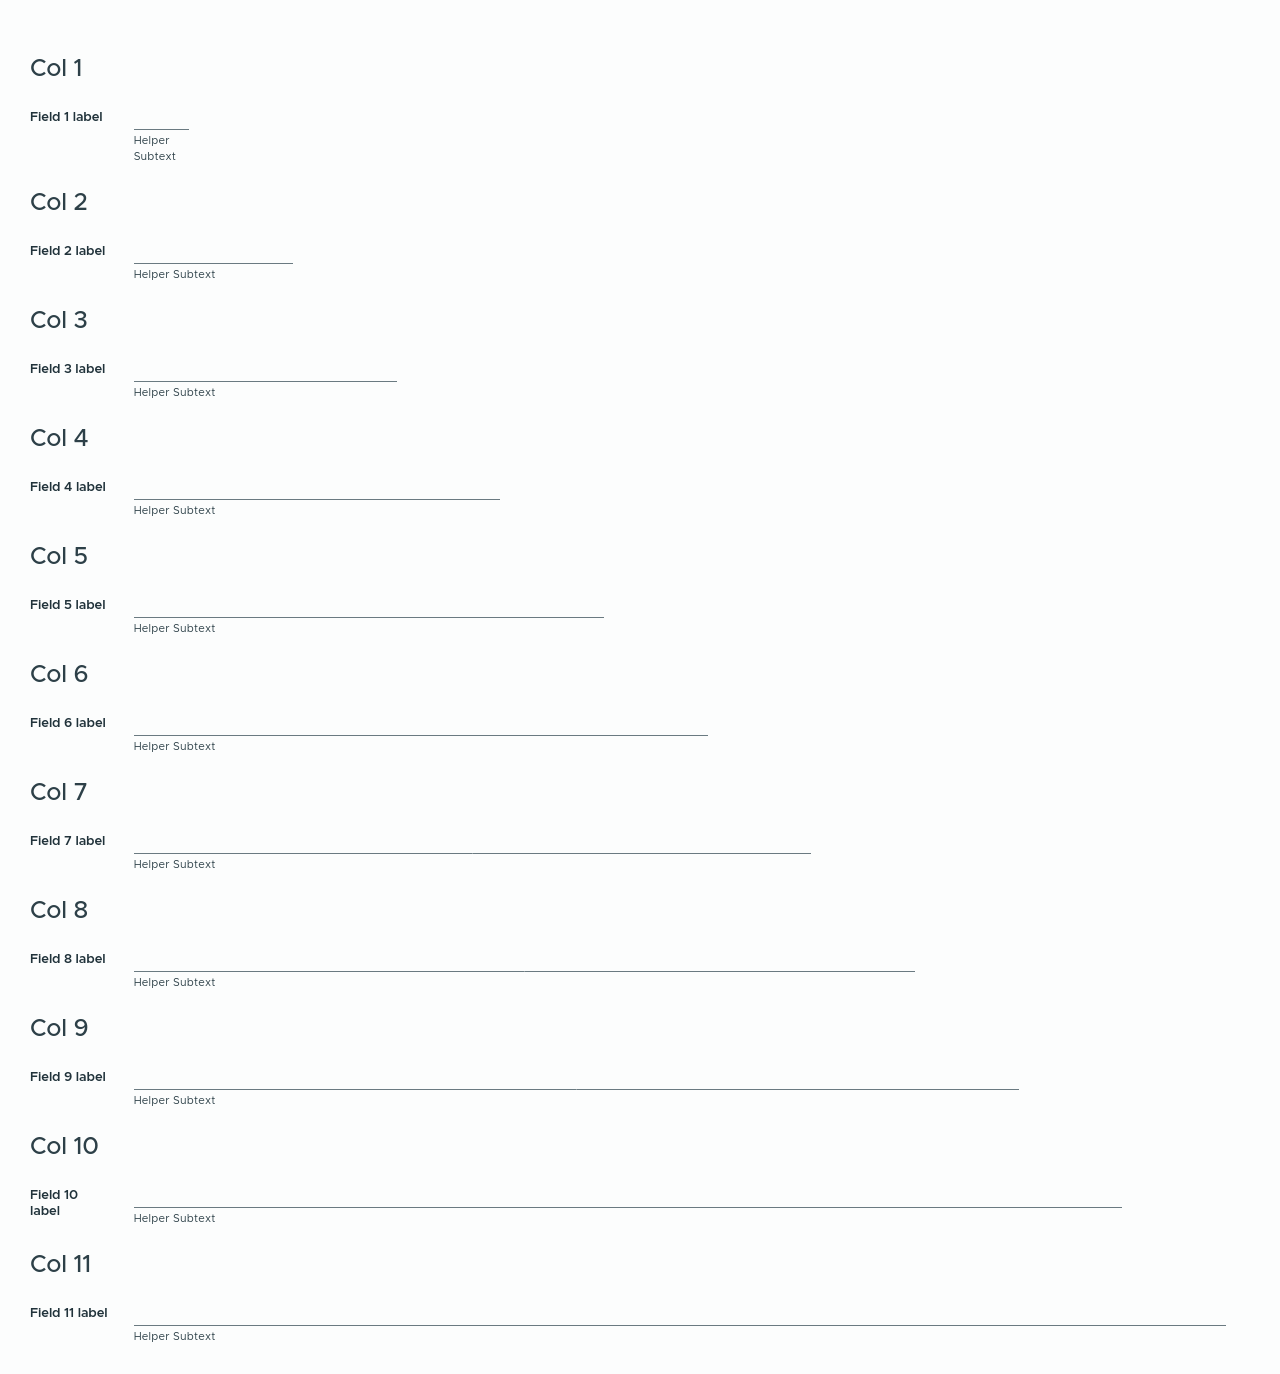 Col 1
Field 1 label
Helper
Subtext
Col 2
Field 2 label
Helper Subtext
Col 3
Field 3 label
Helper Subtext
Col 4
Field 4 label
Helper Subtext
Col 5
Field 5 label
Helper Subtext
Col 6
Field 6 label
Helper Subtext
Col 7
Field 7 label
Helper Subtext
Col 8
Field 8 label
Helper Subtext
Col 9
Field 9 label
Helper Subtext
Col 10
Field 10
label
Helper Subtext
Col 11
Field 11 label
Helper Subtext